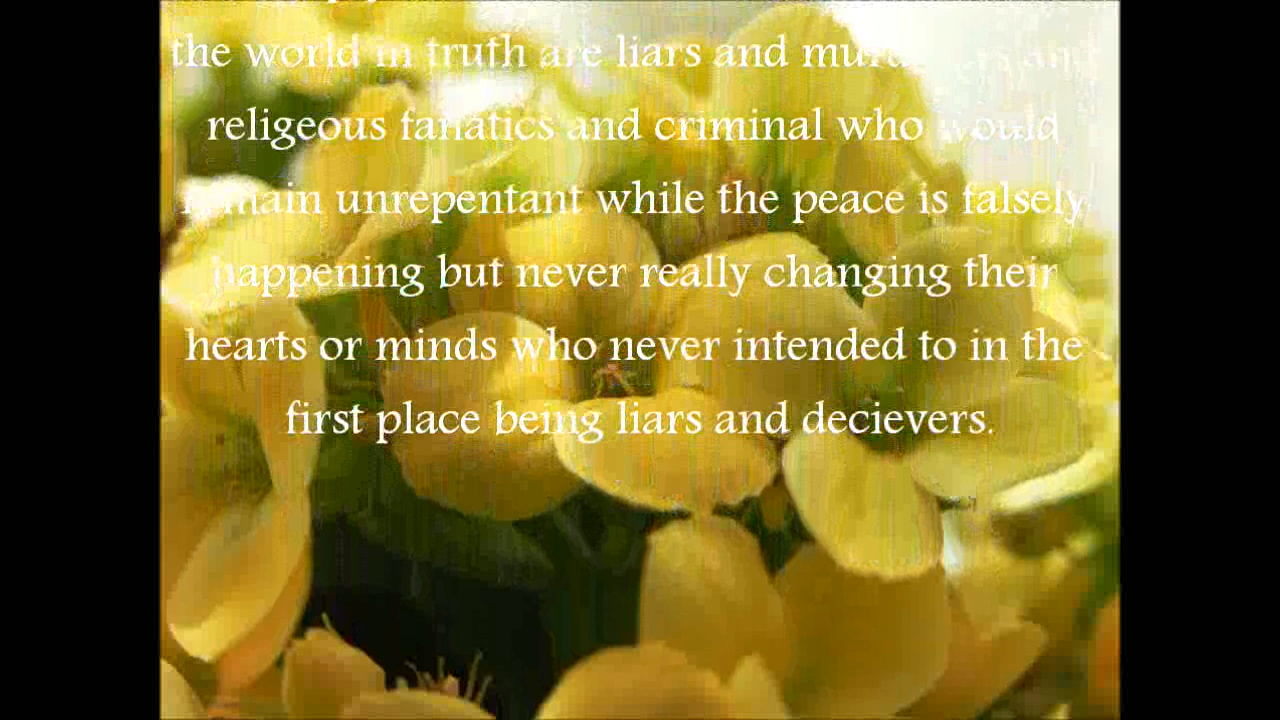 the world in truth are liars and
religeous fanatics and criminal who would
remain unrepentant while the peace is falsely
happening but never really changing their
hearts or minds who never intended to in the
first place being liars and decievers.